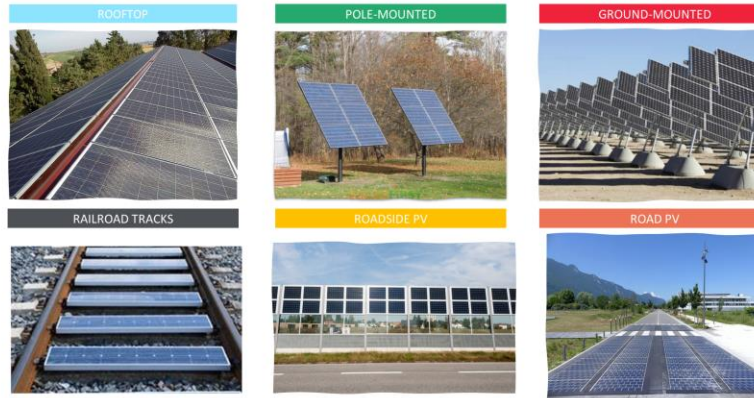 ROOFTOP
POLE-MOUNTED
GROUND-MOUNTED
RAILROAD TRACKS
ROADSIDE PV
ROAD PV